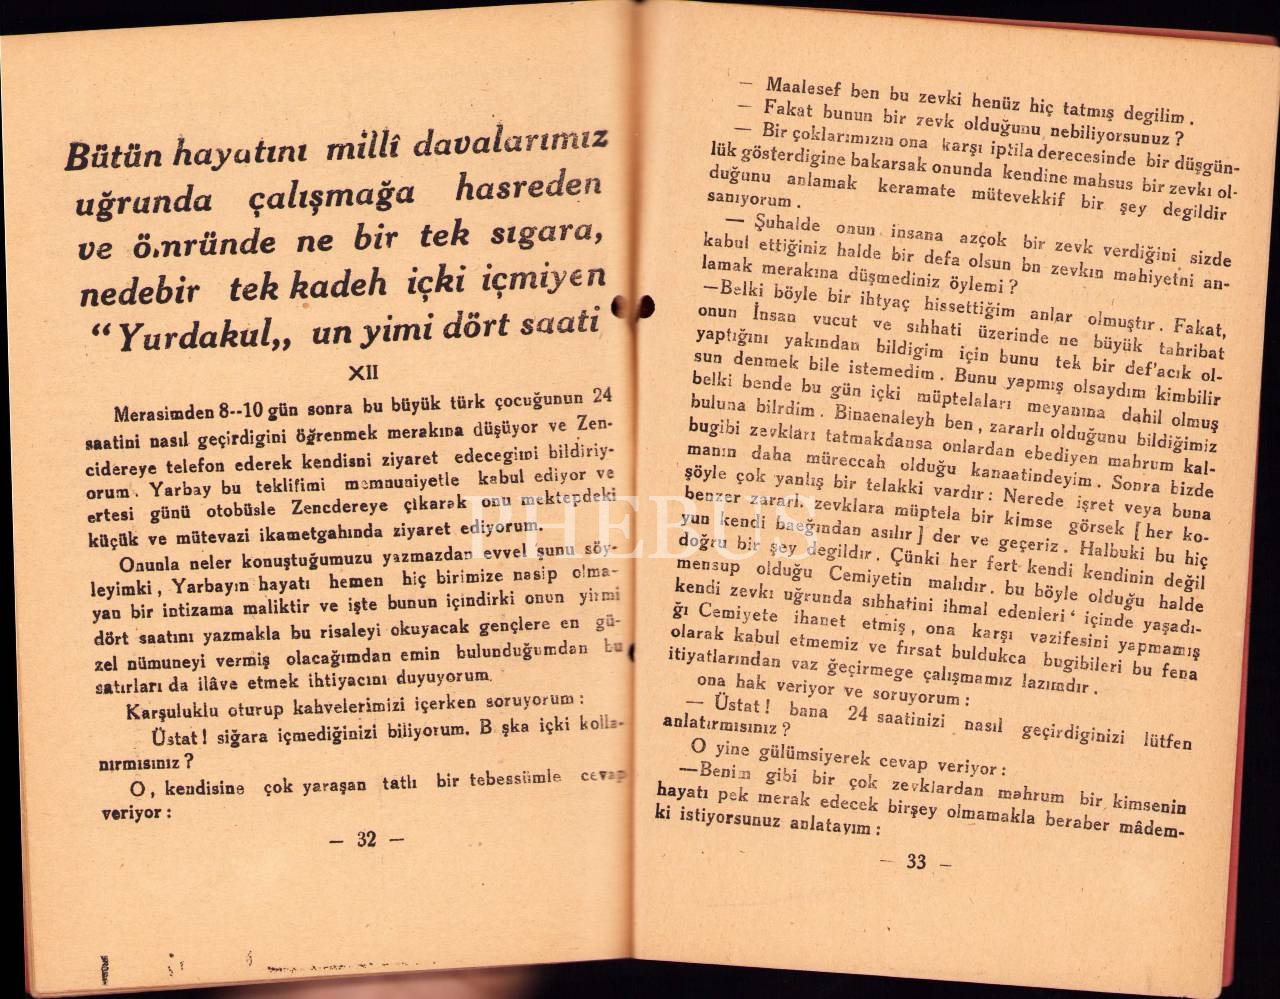 Bütün hayatını millî davalarımız
uğrunda çalışmağa hasreden
ve ömründe ne bir tek sıgara,
nedebir tek kadeh içki içmiyen
“Yurdakul„ un yimi dört saati
XII
Merasimden 8--10 gün sonra bu büyük türk çocuğunun 24
saatini nasıl geçirdigini öğrenmek merakına düşüyor ve Zen-
cidereye telefon ederek kendisni ziyaret edecegimi bildiriy-
orum. Yarbay bu teklifimi memnuniyetle kabul ediyor ve
ertesi günü otobüsle Zencdereye çıkarak onu mektepdeki
küçük ve mütevazi ikametgahında ziyaret ediyorum.
Onunla neler konuştuğumuzu yazmazdan evvel şunu söy-
leyimki, Yarbayın hayatı hemen hiç birimize nasip olma-
yan bir intizama maliktir ve işte bunun içindirki onun yirmi
dört saatını yazmakla bu risaleyi okuyacak gençlere en gü-
zel nümuneyi vermiş olacağımdan emin bulunduğumdan bu
satırları da ilâve etmek ihtiyacını duyuyorum.
Karşuluklu oturup kahvelerimizi içerken soruyorum:
Üstat! siğara içmediğinizi biliyorum. B şka içki kolla-
nırmısınız?
O, kendisine çok yaraşan tatlı bir tebessümle cevap
veriyor:
— 32 —
— Maalesef ben bu zevki henüz hiç tatmış degilim.
— Fakat bunun bir zevk olduğunu nebiliyorsunuz?
— Bir çoklarımızın ona karşı iptila derecesinde bir düşgün-
lük gösterdigine bakarsak onunda kendine mahsus bir zevkı ol-
duğunu anlamak keramate mütevekkif bir şey degildir
sanıyorum.
— Şuhalde onun insana azçok bir zevk verdiğini sizde
kabul ettiğiniz halde bir defa olsun bn zevkın mahiyetni an-
lamak merakına düşmediniz öylemi?
—Belki böyle bir ihtyaç hissettiğim anlar olmuştır. Fakat,
onun İnsan vucut ve sıhhati üzerinde ne büyük tahribat
yaptığını yakından bildigim için bunu tek bir def'acık ol-
sun denmek bile istemedim. Bunu yapmış olsaydım kimbilir
belki bende bu gün içki müptelaları meyanına dahil olmuş
buluna bilrdim. Binaenaleyh ben, zararlı olduğunu bildiğimiz
bugibi zevkları tatmakdansa onlardan ebediyen mahrum kal-
manın daha müreccah olduğu kanaatindeyim. Sonra bizde
şöyle çok yanlış bir telakki vardır: Nerede işret veya buna
benzer zararlı zevklara müptela bir kimse görsek [her ko-
yun kendi baeğından asılır] der ve geçeriz. Halbuki bu hiç
doğru bir şey degildır. Çünki her fert kendi kendinin değil
mensup olduğu Cemiyetin malıdır. bu böyle olduğu halde
kendi zevkı uğrunda sıhhatini ihmal edenleri‘ içinde yaşadı-
ğı Cemiyete ihanet etmiş, ona karşı vazifesini yapmamış
olarak kabul etmemiz ve fırsat buldukca bugibileri bu fena
itiyatlarından vaz geçirmege çalışmamız lazımdır.
ona hak veriyor ve soruyorum:
— Üstat! bana 24 saatinizi nasıl geçirdiginizi lütfen
anlatırmısınız?
O yine gülümsiyerek cevap veriyor:
—Benim gibi bir çok zevklardan mahrum bir kimsenin
hayatı pek merak edecek birşey olmamakla beraber mâdem-
ki istiyorsunuz anlatayım:
— 33 —
PHEBUS